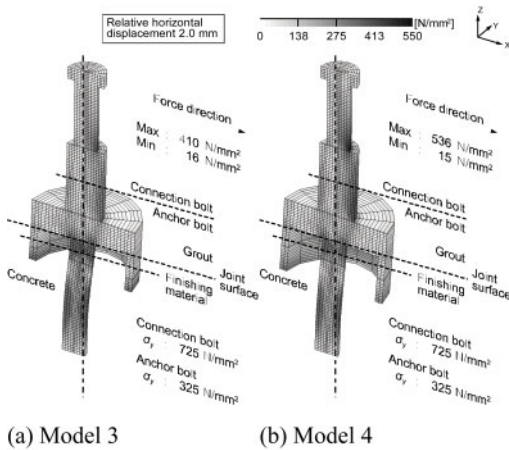 Relative horizontal
displacement 2.0 mm
[N/mm²]
0 138 275 413 550
Z
Y
X
Force direction
Max : 410 N/mm²
Min : 16 N/mm²
Connection bolt
Anchor bolt
Grout
Joint
surface
Concrete
Finishing
material
Connection bolt
σy : 725 N/mm²
Anchor bolt
σy : 325 N/mm²
(a) Model 3
Force direction
Max : 536 N/mm²
Min : 15 N/mm²
Connection bolt
Anchor bolt
Grout
Joint
surface
Concrete
Finishing
material
Connection bolt
σy : 725 N/mm²
Anchor bolt
σy : 325 N/mm²
(b) Model 4